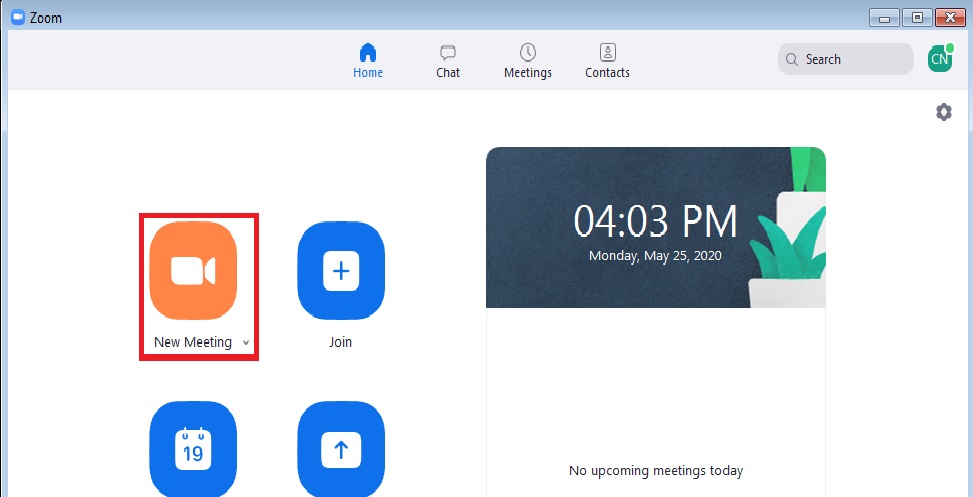 Zoom
Home
Chat
Meetings
Contacts
Search
CN
04:03 PM
Monday, May 25, 2020
New Meeting
Join
19
No upcoming meetings today